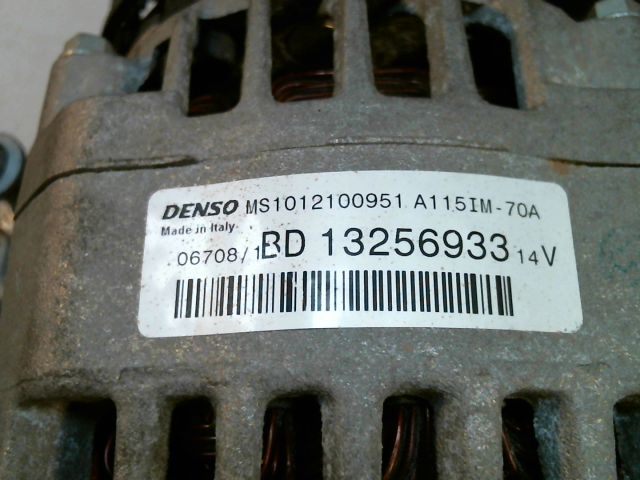 DENSO MS1012100951 A115IM-70A
Made in Italy
06708/1 BD 13256933 14V